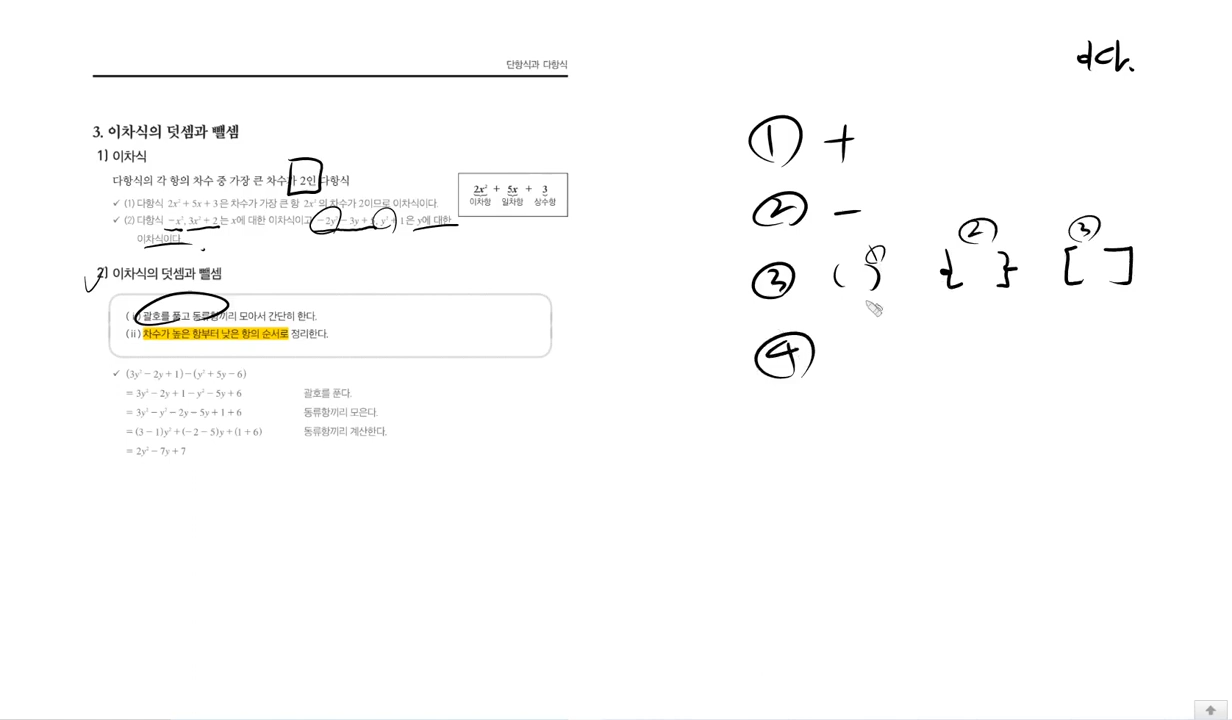 단항식과 다항식
3. 이차식의 덧셈과 뺄셈
1) 이차식
다항식의 각 항의 차수 중 가장 큰 차수가 2인 다항식
✓ (1) 다항식 2x² + 5x + 3은 차수가 가장 큰 항 2x²의 차수가 2이므로 이차식이다.
✓ (2) 다항식 −x², 3x² + 2는 x에 대한 이차식이고 −2y² − 3y + , y² + 1은 y에 대한
이차식이다.
2x² + 5x + 3
이차항 일차항 상수항
2) 이차식의 덧셈과 뺄셈
(i) 괄호를 풀고 동류항끼리 모아서 간단히 한다.
(ii) 차수가 높은 항부터 낮은 항의 순서로 정리한다.
✓ (3y² − 2y + 1) − (y² + 5y − 6)
= 3y² − 2y + 1 − y² − 5y + 6 괄호를 푼다.
= 3y² − y² − 2y − 5y + 1 + 6 동류항끼리 모은다.
= (3 − 1)y² + (−2 − 5)y + (1 + 6) 동류항끼리 계산한다.
= 2y² − 7y + 7
① +
② −
② ③
③ ( ) { } [ ]
④